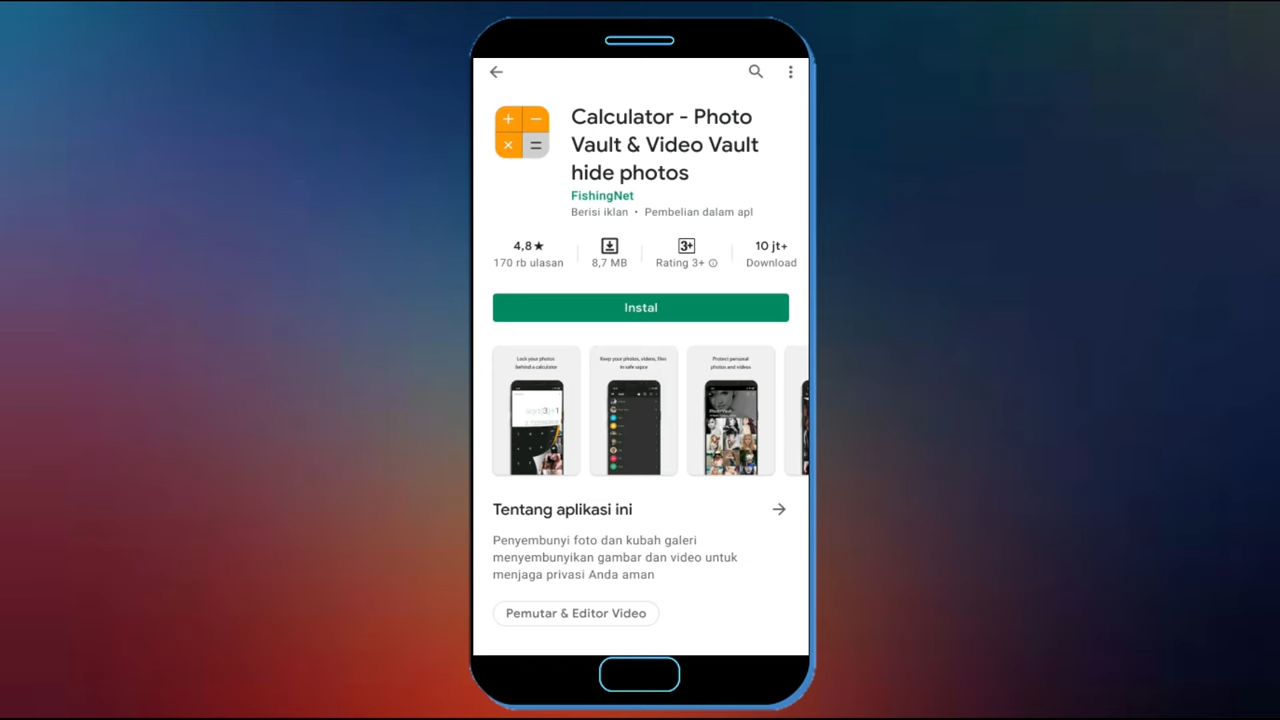 Calculator - Photo
Vault & Video Vault
hide photos
FishingNet
Berisi iklan • Pembelian dalam apl
4,8★
170 rb ulasan
8,7 MB
3+
Rating 3+
10 jt+
Download
Instal
Lock your photos
behind a calculator
Keep your photos, videos, files
in safe sapce
Protect personal
photos and videos
Tentang aplikasi ini
Penyembunyi foto dan kubah galeri
menyembunyikan gambar dan video untuk
menjaga privasi Anda aman
Pemutar & Editor Video